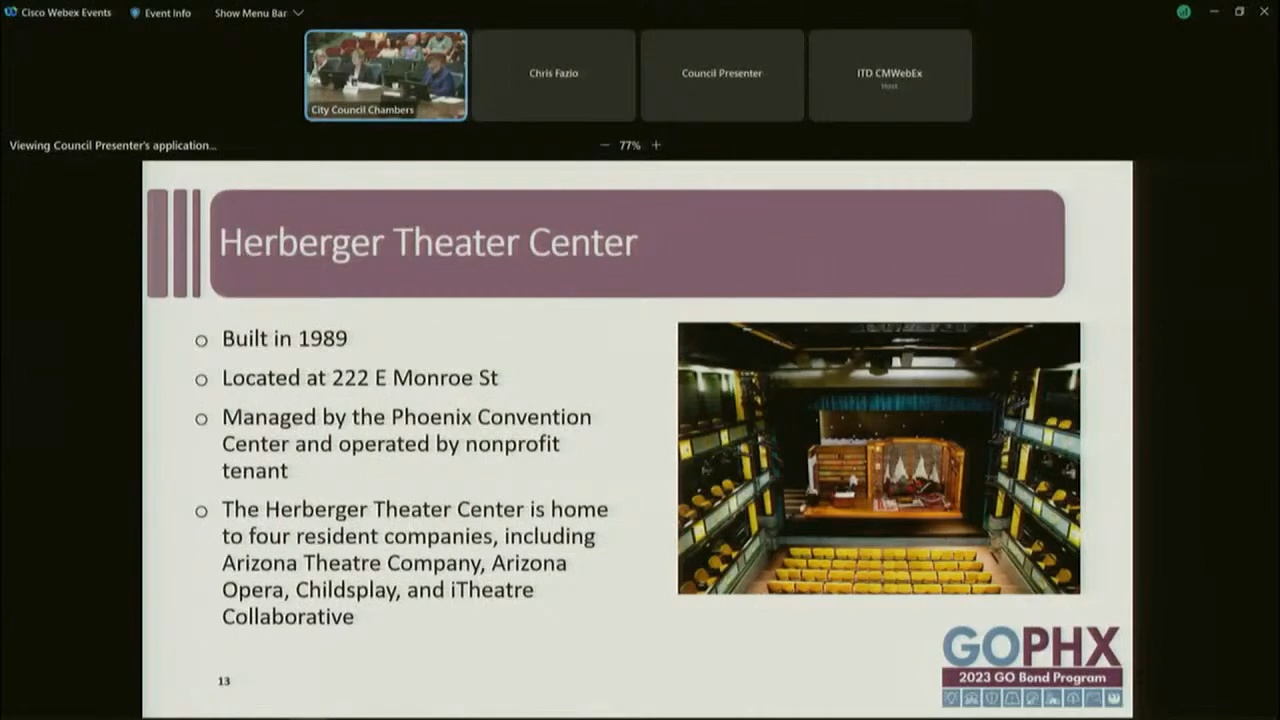 Cisco Webex Events
Event Info
Show Menu Bar
City Council Chambers
Chris Fazio
Council Presenter
ITD CMWebEx
Host
Viewing Council Presenter's application...
77%
Herberger Theater Center
Built in 1989
Located at 222 E Monroe St
Managed by the Phoenix Convention
Center and operated by nonprofit
tenant
The Herberger Theater Center is home
to four resident companies, including
Arizona Theatre Company, Arizona
Opera, Childsplay, and iTheatre
Collaborative
13
GOPHX
2023 GO Bond Program